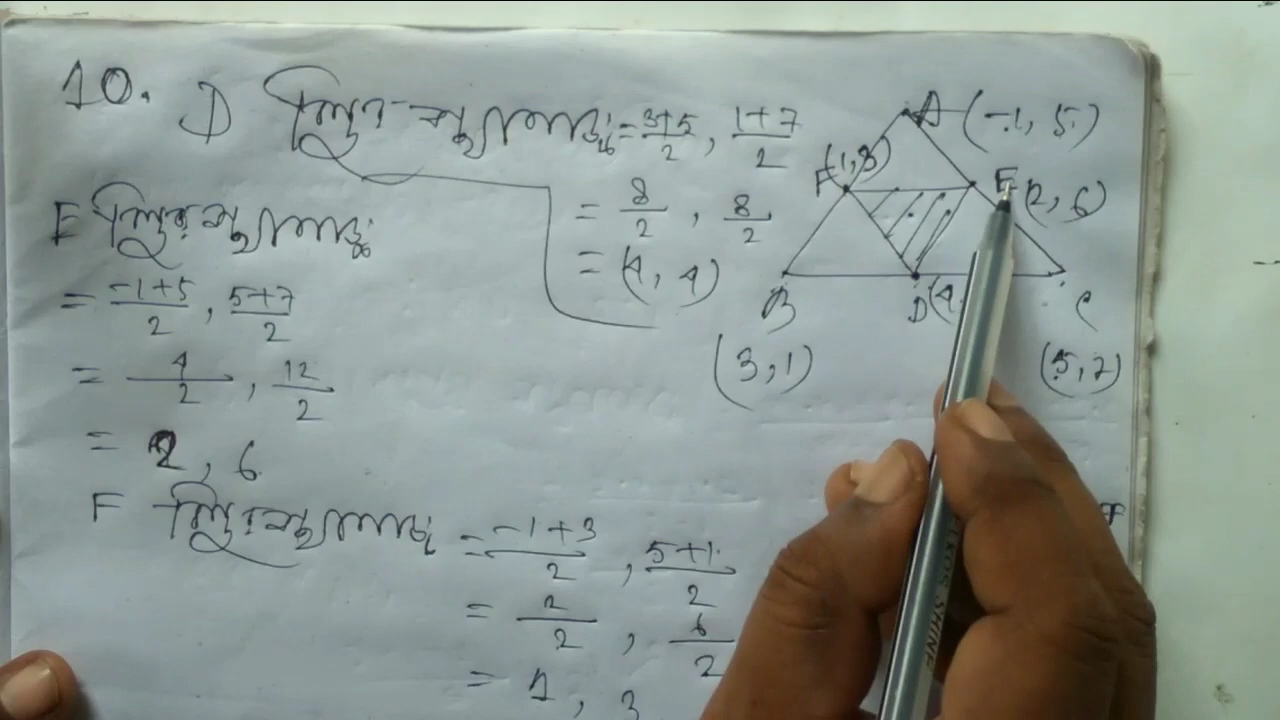 10. D বিন্দুর স্থানাঙ্ক = 3+5/2, 1+7/2
= 8/2, 8/2
= (4, 4)
E বিন্দুর স্থানাঙ্ক
= -1+5/2, 5+7/2
= 4/2, 12/2
= 2, 6
F বিন্দুর স্থানাঙ্ক = -1+3/2, 5+1/2
= 2/2, 6/2
= 1, 3
A (-1, 5)
F (1, 3)
E (2, 6)
B
D (4,
C
(3, 1)
(5, 7)